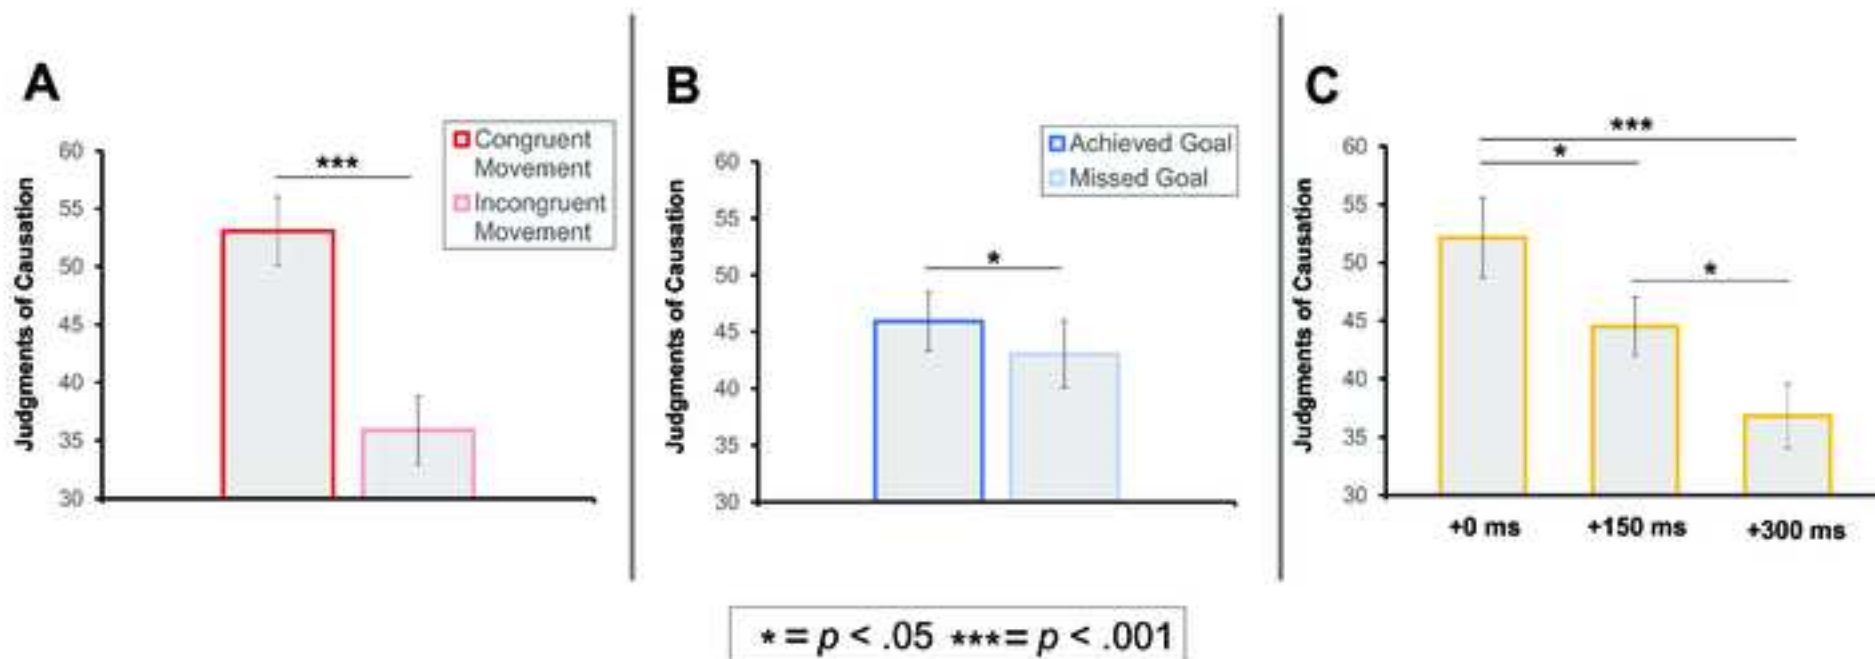 A
Judgments of Causation
60
55
50
45
40
35
30
***
Congruent
Movement
Incongruent
Movement
B
Judgments of Causation
60
55
50
45
40
35
30
*
Achieved Goal
Missed Goal
C
Judgments of Causation
60
55
50
45
40
35
30
***
*
*
+0 ms
+150 ms
+300 ms
* = p < .05 ***= p < .001